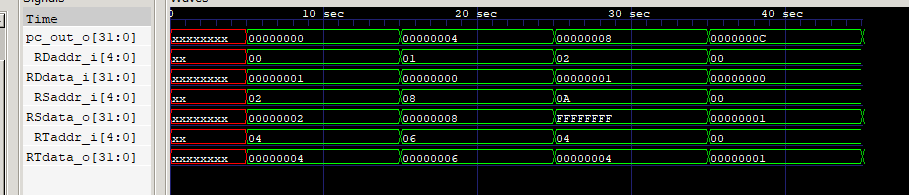 Signals Waves
Time 0 10 sec 20 sec 30 sec 40 sec
pc_out_o[31:0] xxxxxxxx 00000000 00000004 00000008 0000000C
RDaddr_i[4:0] xx 00 01 02 00
RDdata_i[31:0] xxxxxxxx 00000001 00000000 00000001 00000000
RSaddr_i[4:0] xx 02 08 0A 00
RSdata_o[31:0] xxxxxxxx 00000002 00000008 FFFFFFFF 00000001
RTaddr_i[4:0] xx 04 06 04 00
RTdata_o[31:0] xxxxxxxx 00000004 00000006 00000004 00000001